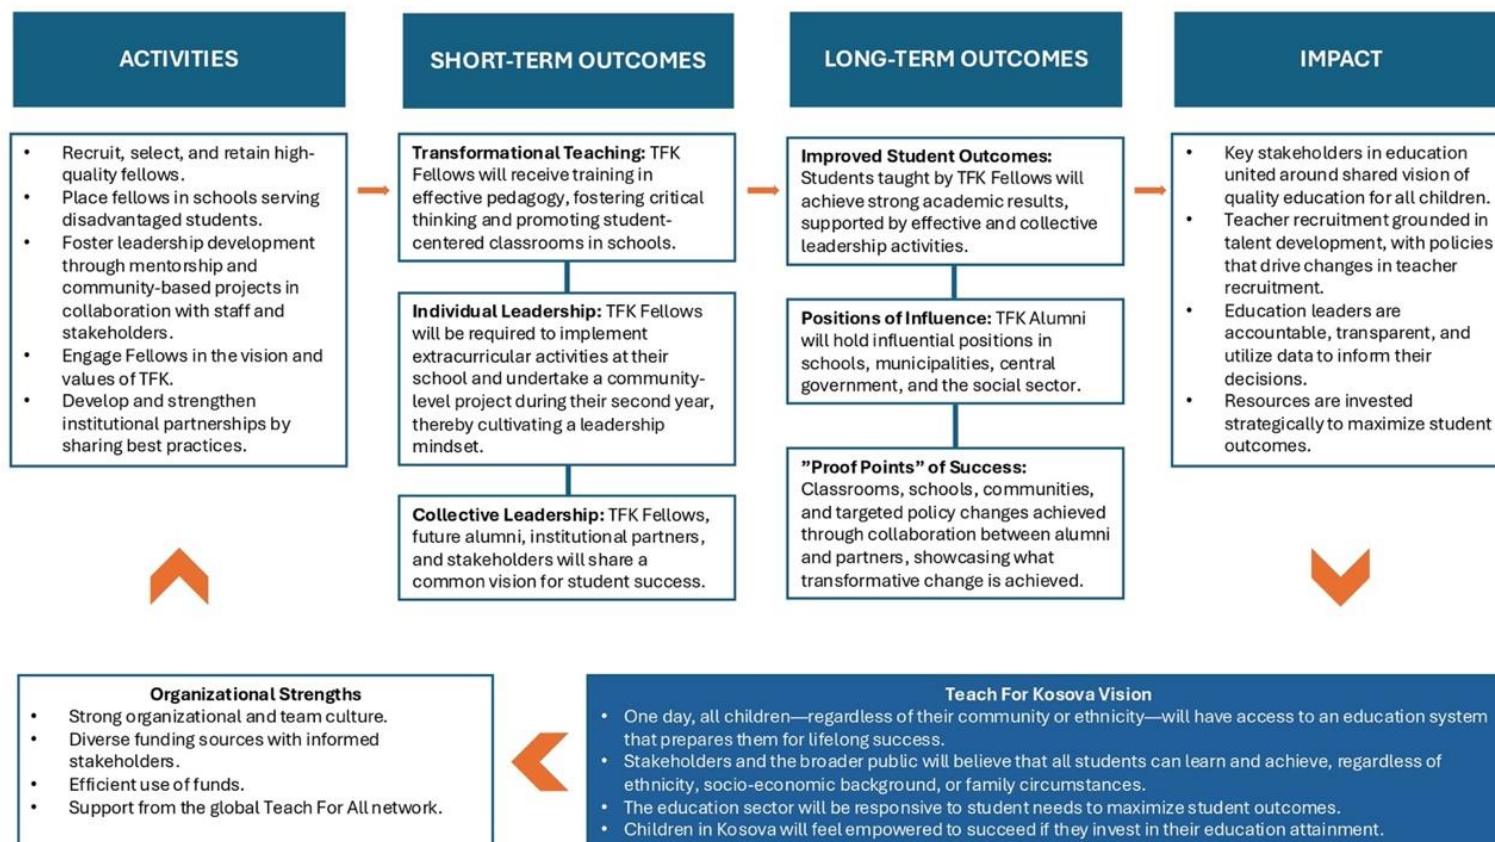 ACTIVITIES
• Recruit, select, and retain high-
quality fellows.
• Place fellows in schools serving
disadvantaged students.
• Foster leadership development
through mentorship and
community-based projects in
collaboration with staff and
stakeholders.
• Engage Fellows in the vision and
values of TFK.
• Develop and strengthen
institutional partnerships by
sharing best practices.
SHORT-TERM OUTCOMES
Transformational Teaching: TFK
Fellows will receive training in
effective pedagogy, fostering critical
thinking and promoting student-
centered classrooms in schools.
Individual Leadership: TFK Fellows
will be required to implement
extracurricular activities at their
school and undertake a community-
level project during their second year,
thereby cultivating a leadership
mindset.
Collective Leadership: TFK Fellows,
future alumni, institutional partners,
and stakeholders will share a
common vision for student success.
LONG-TERM OUTCOMES
Improved Student Outcomes:
Students taught by TFK Fellows will
achieve strong academic results,
supported by effective and collective
leadership activities.
Positions of Influence: TFK Alumni
will hold influential positions in
schools, municipalities, central
government, and the social sector.
”Proof Points” of Success:
Classrooms, schools, communities,
and targeted policy changes achieved
through collaboration between alumni
and partners, showcasing what
transformative change is achieved.
IMPACT
• Key stakeholders in education
united around shared vision of
quality education for all children.
• Teacher recruitment grounded in
talent development, with policies
that drive changes in teacher
recruitment.
• Education leaders are
accountable, transparent, and
utilize data to inform their
decisions.
• Resources are invested
strategically to maximize student
outcomes.
Organizational Strengths
• Strong organizational and team culture.
• Diverse funding sources with informed
stakeholders.
• Efficient use of funds.
• Support from the global Teach For All network.
Teach For Kosova Vision
• One day, all children—regardless of their community or ethnicity—will have access to an education system
that prepares them for lifelong success.
• Stakeholders and the broader public will believe that all students can learn and achieve, regardless of
ethnicity, socio-economic background, or family circumstances.
• The education sector will be responsive to student needs to maximize student outcomes.
• Children in Kosova will feel empowered to succeed if they invest in their education attainment.